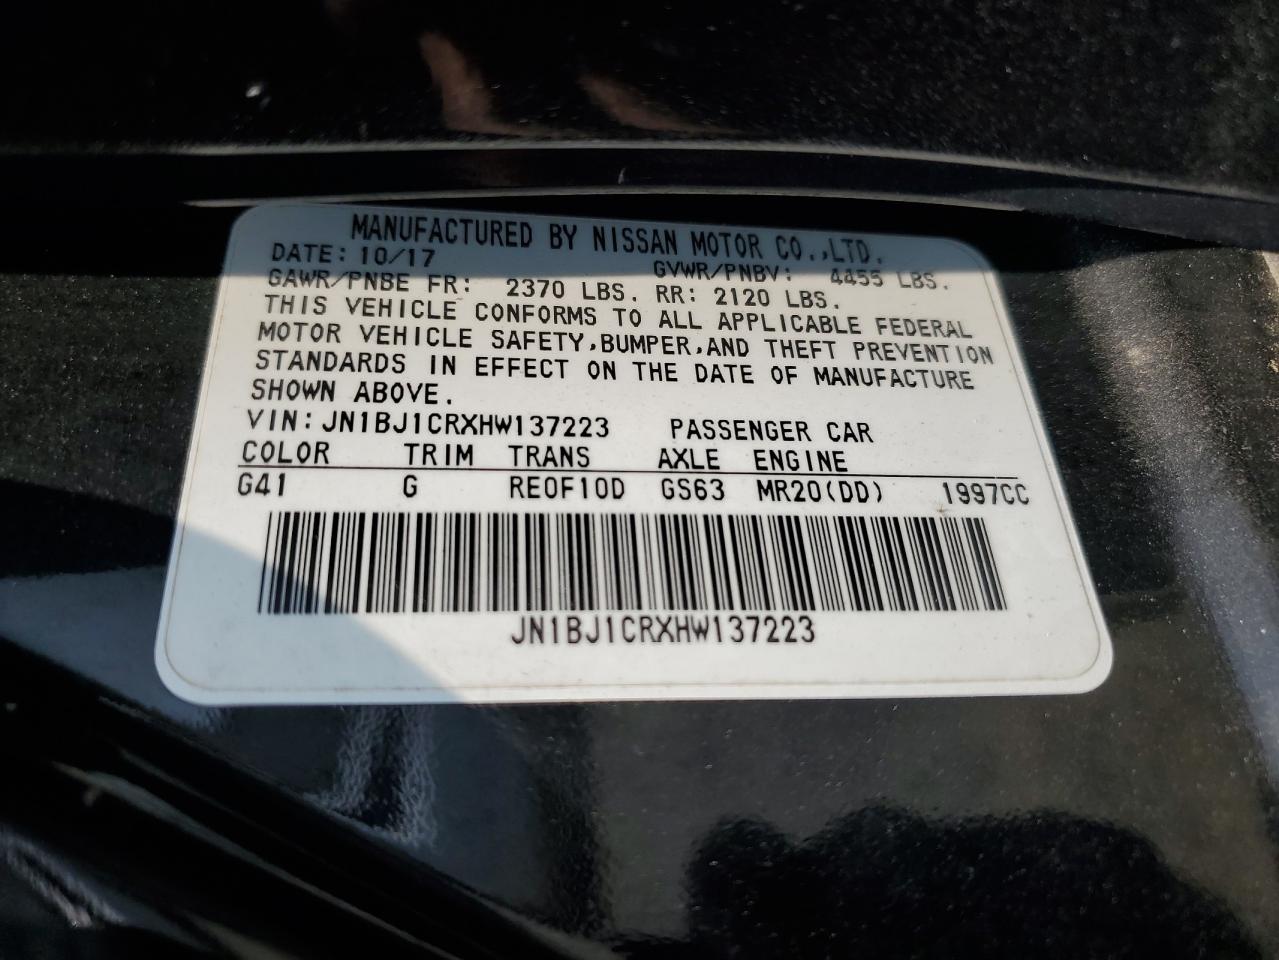 MANUFACTURED BY NISSAN MOTOR CO.,LTD.
DATE: 10/17 GVWR/PNBV: 4455 LBS.
GAWR/PNBE FR: 2370 LBS. RR: 2120 LBS.
THIS VEHICLE CONFORMS TO ALL APPLICABLE FEDERAL
MOTOR VEHICLE SAFETY,BUMPER,AND THEFT PREVENTION
STANDARDS IN EFFECT ON THE DATE OF MANUFACTURE
SHOWN ABOVE.
VIN:JN1BJ1CRXHW137223 PASSENGER CAR
COLOR TRIM TRANS AXLE ENGINE
G41 G RE0F10D GS63 MR20(DD) 1997CC
JN1BJ1CRXHW137223